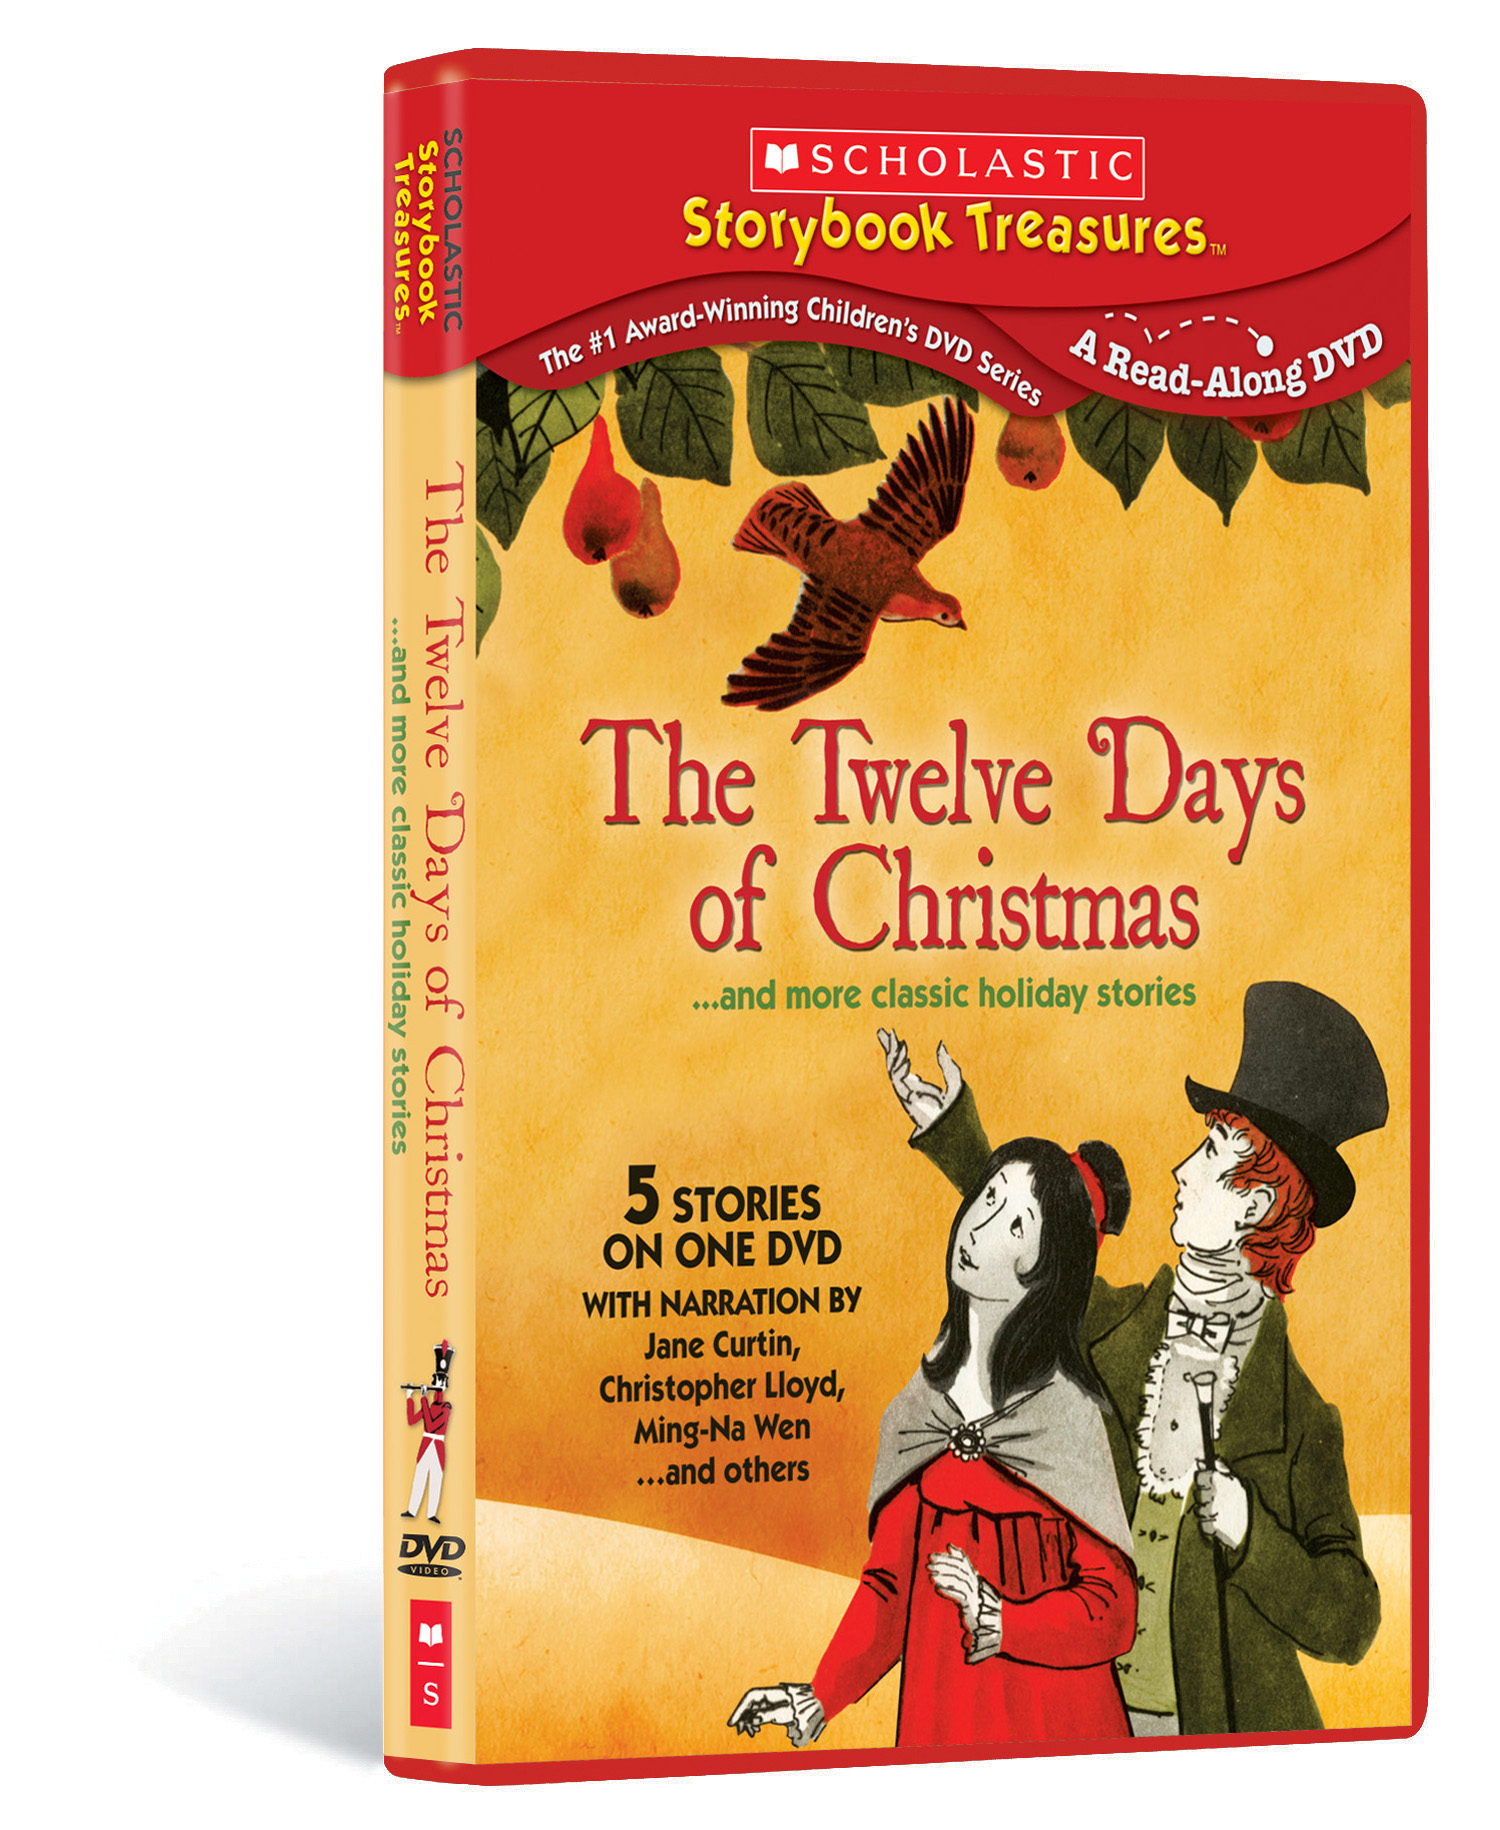 SCHOLASTIC
Storybook Treasures™
The #1 Award-Winning Children's DVD Series
A Read-Along DVD
The Twelve Days
of Christmas
...and more classic holiday stories
5 STORIES
ON ONE DVD
WITH NARRATION BY
Jane Curtin,
Christopher Lloyd,
Ming-Na Wen
...and others
SCHOLASTIC
Storybook
Treasures™
The Twelve Days of Christmas
...and more classic holiday stories
DVD
VIDEO
S